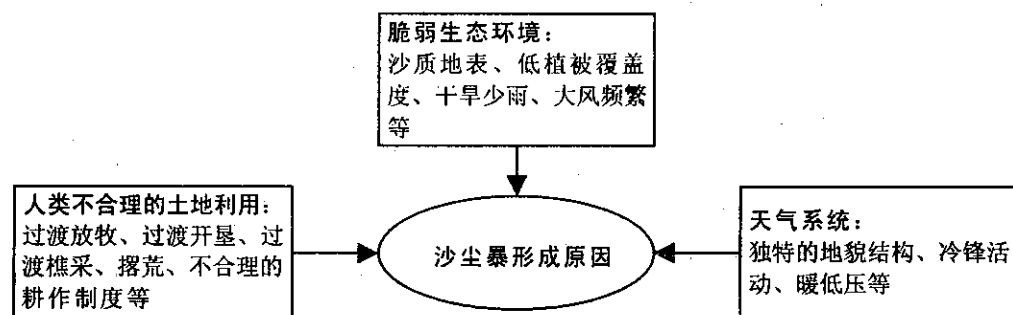 脆弱生态环境：
沙质地表、低植被覆盖
度、干旱少雨、大风频繁
等
人类不合理的土地利用：
过渡放牧、过渡开垦、过
渡樵采、撂荒、不合理的
耕作制度等
沙尘暴形成原因
天气系统：
独特的地貌结构、冷锋活
动、暖低压等